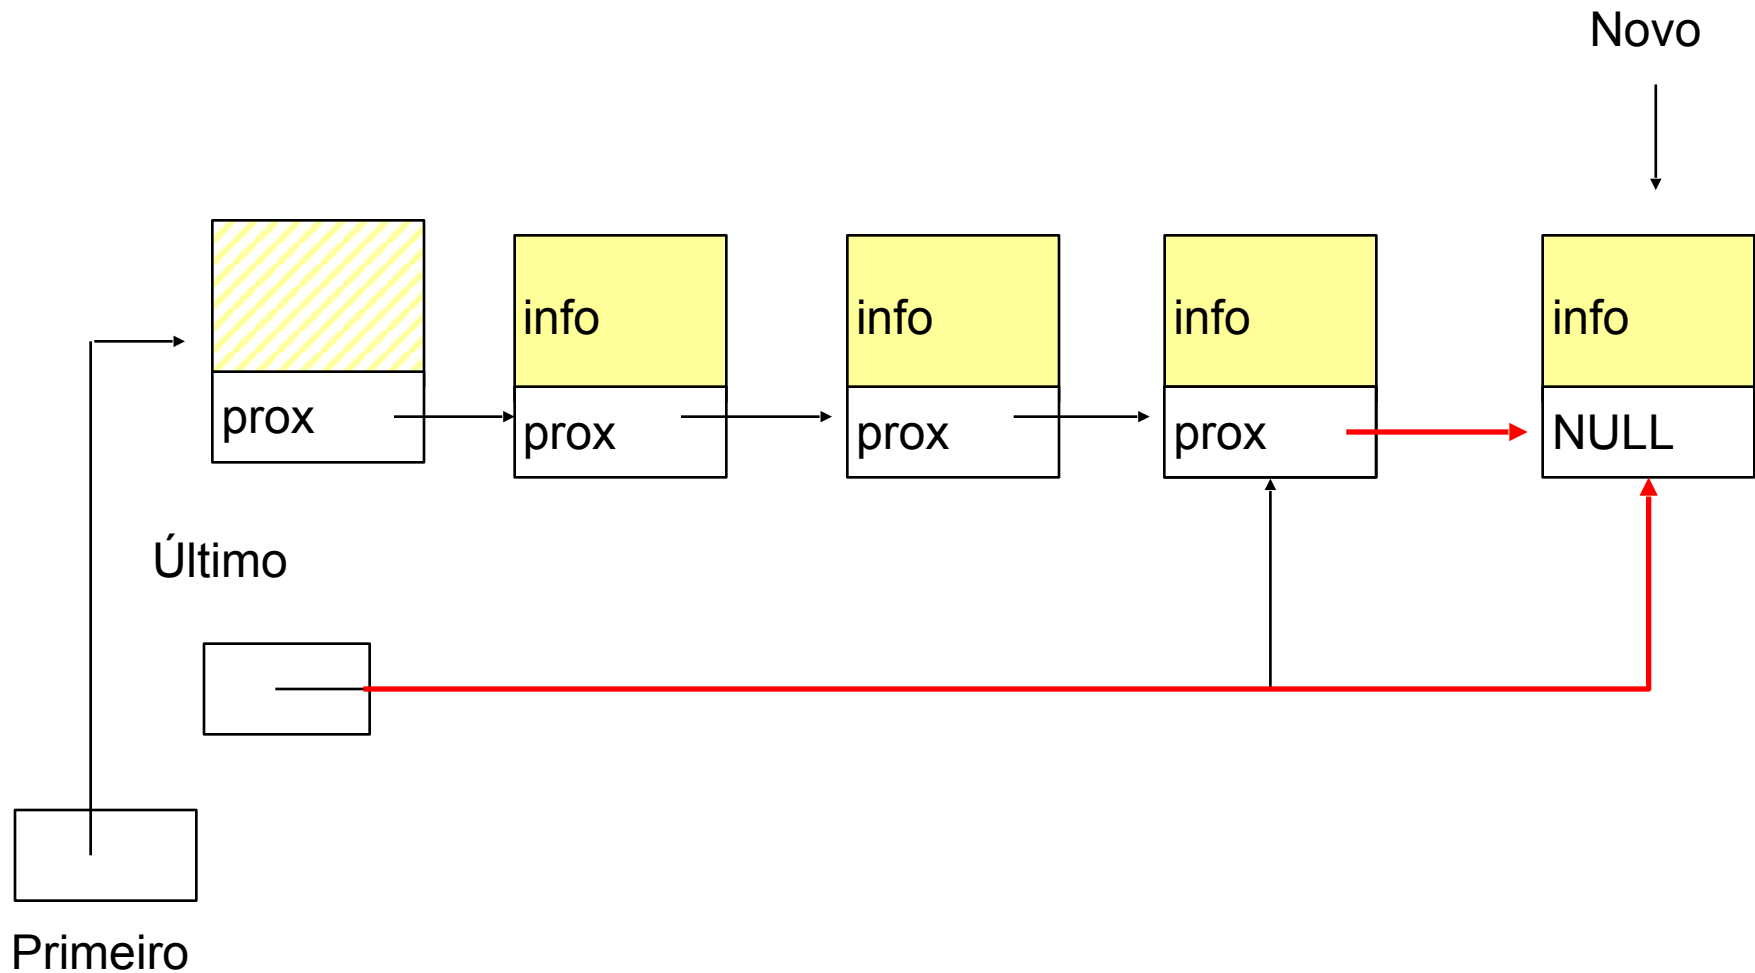 Novo
info
info
info
info
prox
prox
prox
prox
NULL
Último
Primeiro